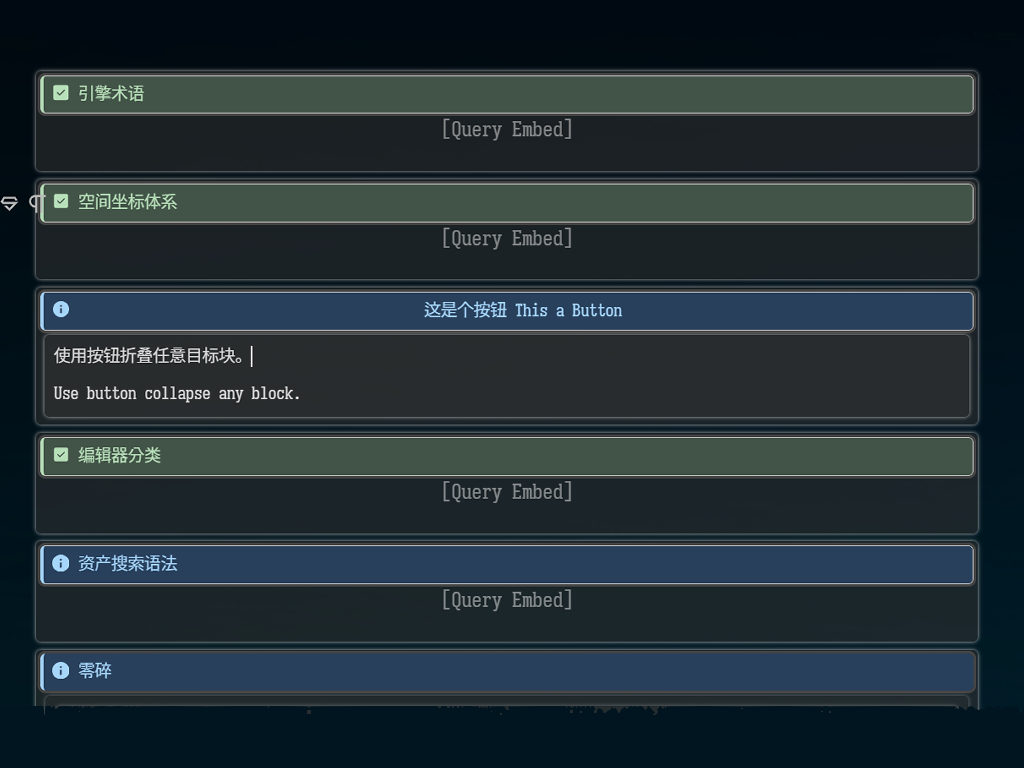 引擎术语
[Query Embed]
空间坐标体系
[Query Embed]
这是个按钮 This a Button
使用按钮折叠任意目标块。
Use button collapse any block.
编辑器分类
[Query Embed]
资产搜索语法
[Query Embed]
零碎